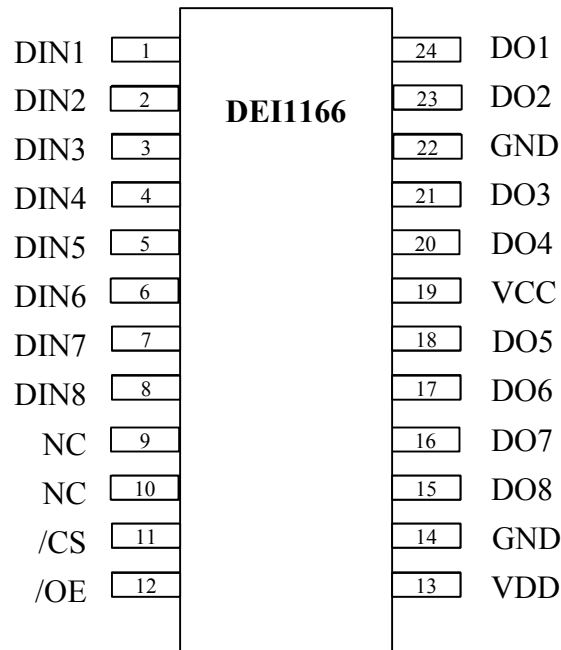 DEI1166
DIN1 1 24 DO1
DIN2 2 23 DO2
DIN3 3 22 GND
DIN4 4 21 DO3
DIN5 5 20 DO4
DIN6 6 19 VCC
DIN7 7 18 DO5
DIN8 8 17 DO6
NC 9 16 DO7
NC 10 15 DO8
/CS 11 14 GND
/OE 12 13 VDD